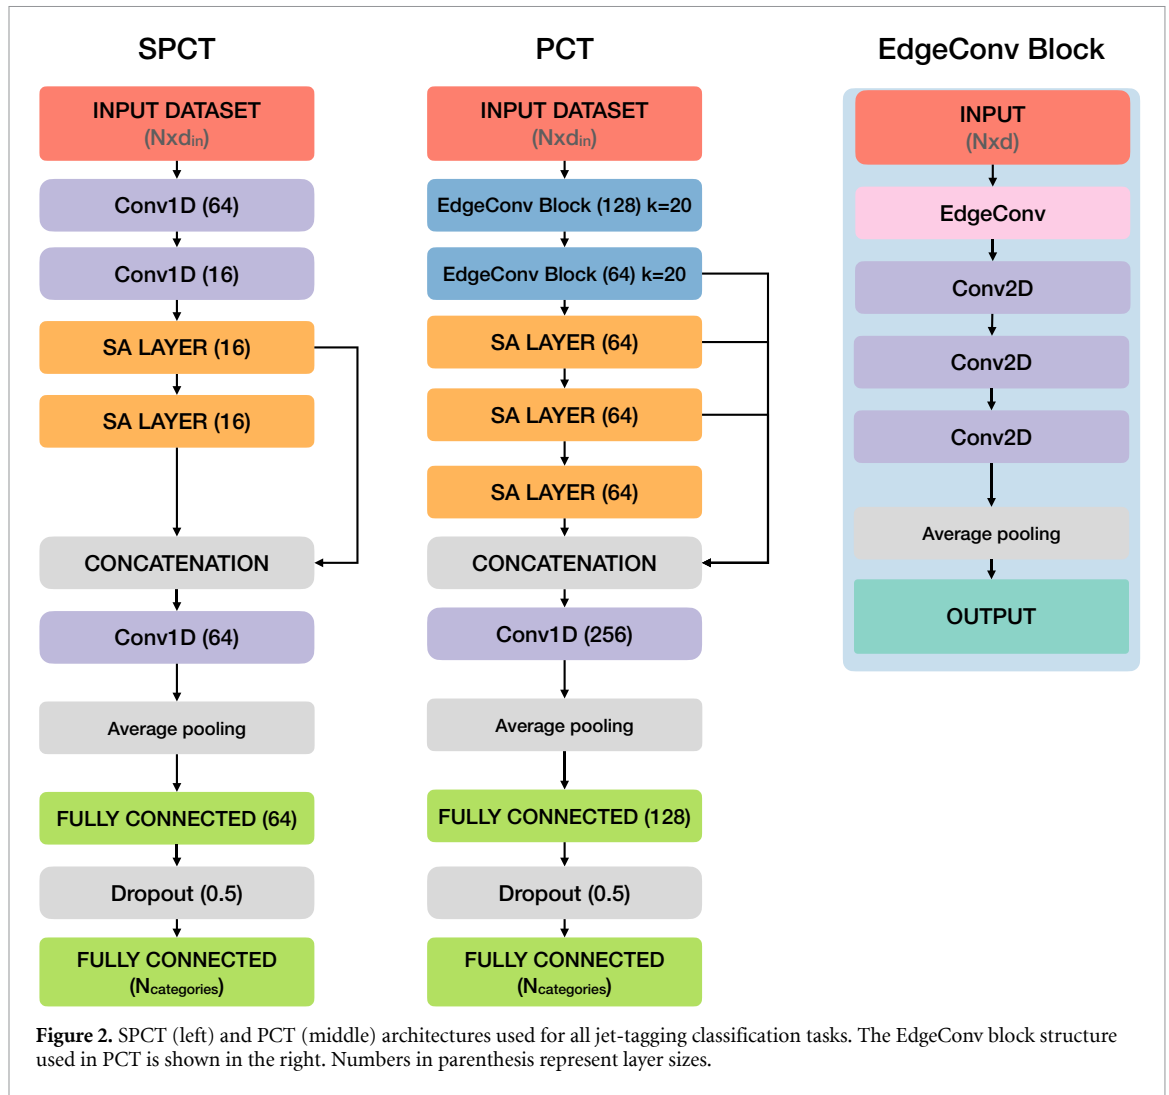 SPCT
INPUT DATASET
(Nxdin)
Conv1D (64)
Conv1D (16)
SA LAYER (16)
SA LAYER (16)
CONCATENATION
Conv1D (64)
Average pooling
FULLY CONNECTED (64)
Dropout (0.5)
FULLY CONNECTED
(Ncategories)
PCT
INPUT DATASET
(Nxdin)
EdgeConv Block (128) k=20
EdgeConv Block (64) k=20
SA LAYER (64)
SA LAYER (64)
SA LAYER (64)
CONCATENATION
Conv1D (256)
Average pooling
FULLY CONNECTED (128)
Dropout (0.5)
FULLY CONNECTED
(Ncategories)
EdgeConv Block
INPUT
(Nxd)
EdgeConv
Conv2D
Conv2D
Conv2D
Average pooling
OUTPUT
Figure 2. SPCT (left) and PCT (middle) architectures used for all jet-tagging classification tasks. The EdgeConv block structure
used in PCT is shown in the right. Numbers in parenthesis represent layer sizes.